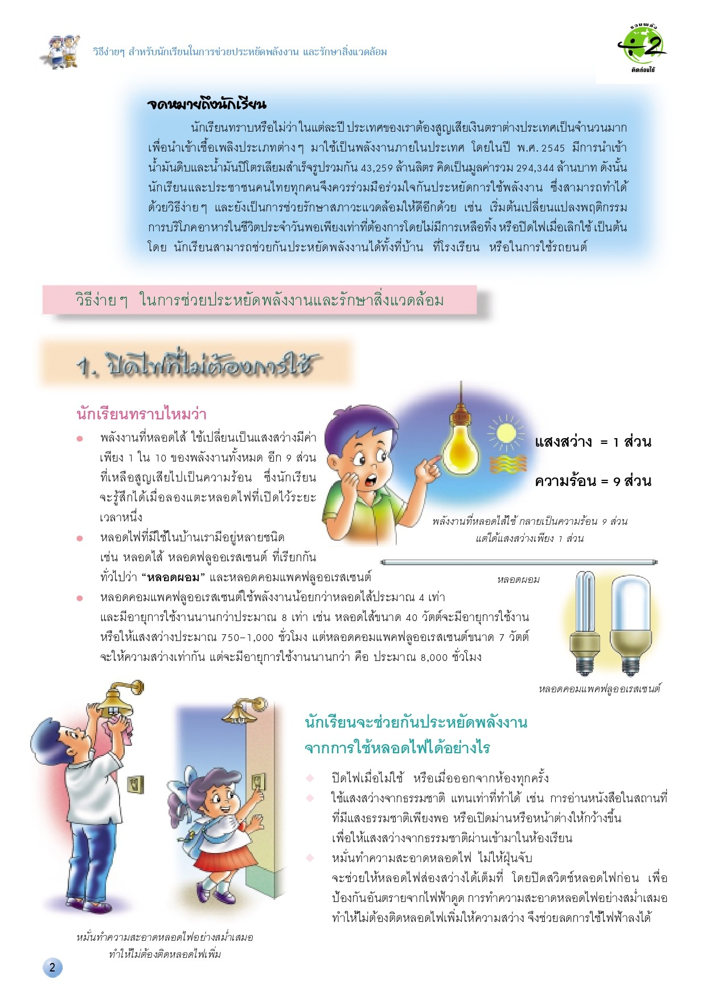 วิธีง่ายๆ สำหรับนักเรียนในการช่วยประหยัดพลังงาน และรักษาสิ่งแวดล้อม
รวมพลัง
÷2
คิดก่อนใช้
จดหมายถึงนักเรียน
นักเรียนทราบหรือไม่ว่า ในแต่ละปี ประเทศของเราต้องสูญเสียเงินตราต่างประเทศเป็นจำนวนมาก
เพื่อนำเข้าเชื้อเพลิงประเภทต่างๆ มาใช้เป็นพลังงานภายในประเทศ โดยในปี พ.ศ. 2545 มีการนำเข้า
น้ำมันดิบและน้ำมันปิโตรเลียมสำเร็จรูปรวมกัน 43,259 ล้านลิตร คิดเป็นมูลค่ารวม 294,344 ล้านบาท ดังนั้น
นักเรียนและประชาชนคนไทยทุกคนจึงควรร่วมมือร่วมใจกันประหยัดการใช้พลังงาน ซึ่งสามารถทำได้
ด้วยวิธีง่ายๆ และยังเป็นการช่วยรักษาสภาวะแวดล้อมให้ดีอีกด้วย เช่น เริ่มต้นเปลี่ยนแปลงพฤติกรรม
การบริโภคอาหารในชีวิตประจำวันพอเพียงเท่าที่ต้องการโดยไม่มีการเหลือทิ้ง หรือปิดไฟเมื่อเลิกใช้ เป็นต้น
โดย นักเรียนสามารถช่วยกันประหยัดพลังงานได้ทั้งที่บ้าน ที่โรงเรียน หรือในการใช้รถยนต์
วิธีง่ายๆ ในการช่วยประหยัดพลังงานและรักษาสิ่งแวดล้อม
1. ปิดไฟที่ไม่ต้องการใช้
นักเรียนทราบไหมว่า
● พลังงานที่หลอดไส้ ใช้เปลี่ยนเป็นแสงสว่างมีค่า
เพียง 1 ใน 10 ของพลังงานทั้งหมด อีก 9 ส่วน
ที่เหลือสูญเสียไปเป็นความร้อน ซึ่งนักเรียน
จะรู้สึกได้เมื่อลองแตะหลอดไฟที่เปิดไว้ระยะ
เวลาหนึ่ง
แสงสว่าง = 1 ส่วน
ความร้อน = 9 ส่วน
พลังงานที่หลอดไส้ใช้ กลายเป็นความร้อน 9 ส่วน
แต่ได้แสงสว่างเพียง 1 ส่วน
● หลอดไฟที่มีใช้ในบ้านเรามีอยู่หลายชนิด
เช่น หลอดไส้ หลอดฟลูออเรสเซนต์ ที่เรียกกัน
ทั่วไปว่า “หลอดผอม” และหลอดคอมแพคฟลูออเรสเซนต์
หลอดผอม
● หลอดคอมแพคฟลูออเรสเซนต์ใช้พลังงานน้อยกว่าหลอดไส้ประมาณ 4 เท่า
และมีอายุการใช้งานนานกว่าประมาณ 8 เท่า เช่น หลอดไส้ขนาด 40 วัตต์จะมีอายุการใช้งาน
หรือให้แสงสว่างประมาณ 750–1,000 ชั่วโมง แต่หลอดคอมแพคฟลูออเรสเซนต์ขนาด 7 วัตต์
จะให้ความสว่างเท่ากัน แต่จะมีอายุการใช้งานนานกว่า คือ ประมาณ 8,000 ชั่วโมง
หลอดคอมแพคฟลูออเรสเซนต์
นักเรียนจะช่วยกันประหยัดพลังงาน
จากการใช้หลอดไฟได้อย่างไร
◆ ปิดไฟเมื่อไม่ใช้ หรือเมื่อออกจากห้องทุกครั้ง
◆ ใช้แสงสว่างจากธรรมชาติ แทนเท่าที่ทำได้ เช่น การอ่านหนังสือในสถานที่
ที่มีแสงธรรมชาติเพียงพอ หรือเปิดม่านหรือหน้าต่างให้กว้างขึ้น
เพื่อให้แสงสว่างจากธรรมชาติผ่านเข้ามาในห้องเรียน
◆ หมั่นทำความสะอาดหลอดไฟ ไม่ให้ฝุ่นจับ
จะช่วยให้หลอดไฟส่องสว่างได้เต็มที่ โดยปิดสวิตช์หลอดไฟก่อน เพื่อ
ป้องกันอันตรายจากไฟฟ้าดูด การทำความสะอาดหลอดไฟอย่างสม่ำเสมอ
ทำให้ไม่ต้องติดหลอดไฟเพิ่มให้ความสว่าง จึงช่วยลดการใช้ไฟฟ้าลงได้
หมั่นทำความสะอาดหลอดไฟอย่างสม่ำเสมอ
ทำให้ไม่ต้องติดหลอดไฟเพิ่ม
2